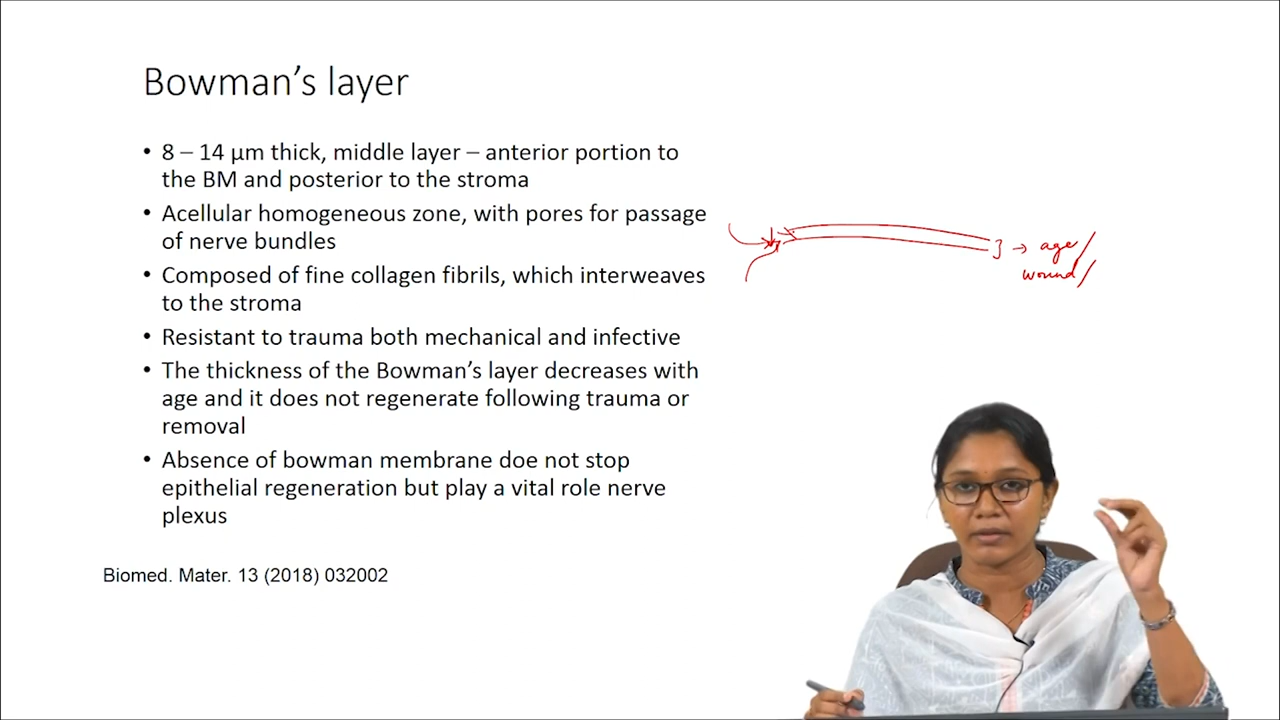 Bowman's layer
• 8 – 14 μm thick, middle layer – anterior portion to
the BM and posterior to the stroma
• Acellular homogeneous zone, with pores for passage
of nerve bundles
• Composed of fine collagen fibrils, which interweaves
to the stroma
• Resistant to trauma both mechanical and infective
• The thickness of the Bowman's layer decreases with
age and it does not regenerate following trauma or
removal
• Absence of bowman membrane doe not stop
epithelial regeneration but play a vital role nerve
plexus
} → age/
wound/
Biomed. Mater. 13 (2018) 032002